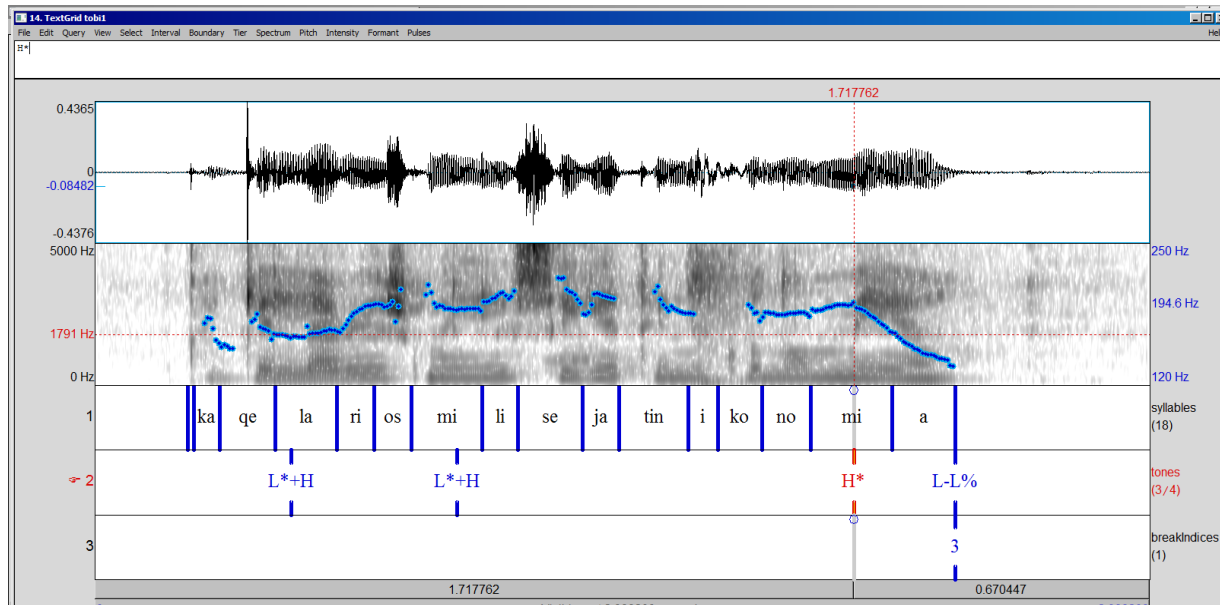 14. TextGrid tobi1
File Edit Query View Select Interval Boundary Tier Spectrum Pitch Intensity Formant Pulses Hel
H*
1.717762
0.4365
0
-0.08482
-0.4376
5000 Hz 250 Hz
194.6 Hz
1791 Hz
0 Hz 120 Hz
1 ka qe la ri os mi li se ja tin i ko no mi a syllables
(18)
2 L*+H L*+H H* L-L% tones
(3/4)
3 3 breakIndices
(1)
1.717762 0.670447